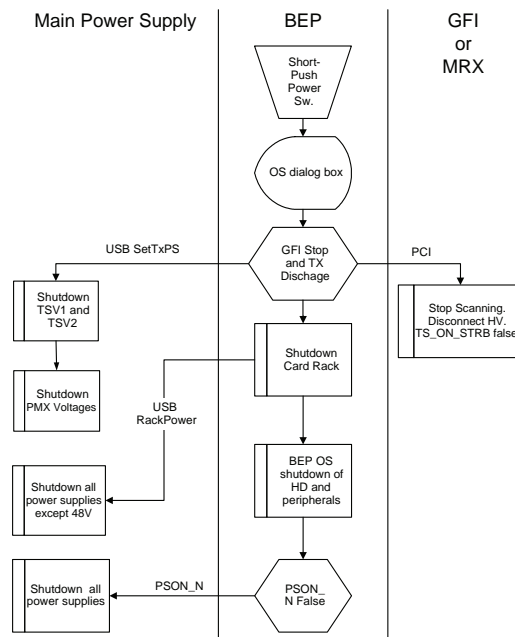 Main Power Supply
BEP
GFI
or
MRX
Short-
Push
Power
Sw.
OS dialog box
USB SetTxPS
GFI Stop
and TX
Dischage
PCI
Shutdown
TSV1 and
TSV2
Stop Scanning.
Disconnect HV.
TS_ON_STRB false
Shutdown
Card Rack
Shutdown
PMX Voltages
USB
RackPower
BEP OS
shutdown of
HD and
peripherals
Shutdown all
power supplies
except 48V
Shutdown all
power supplies
PSON_N
PSON_
N False